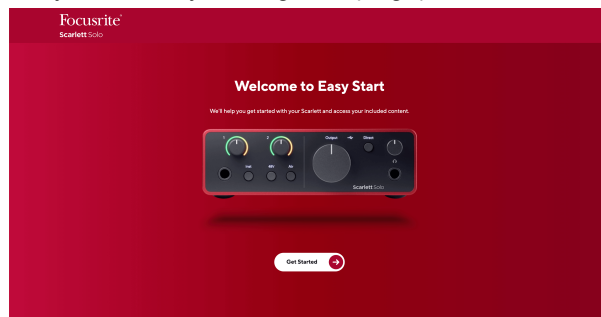 Focusrite®
Scarlett Solo
Welcome to Easy Start
We'll help you get started with your Scarlett and access your included content.
1 2 Output Direct
Inst 48V Air
Scarlett Solo
Get Started